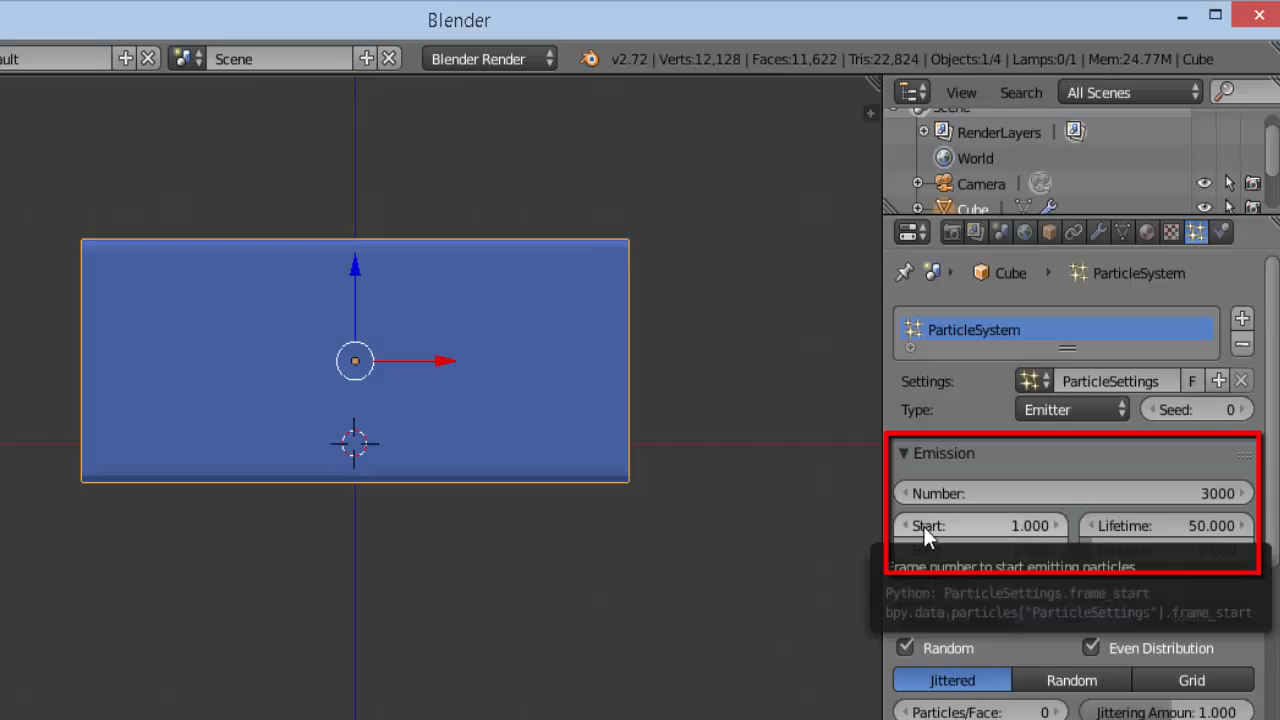 Blender
ault Scene Blender Render v2.72 | Verts:12,128 | Faces:11,622 | Tris:22,824 | Objects:1/4 | Lamps:0/1 | Mem:24.77M | Cube
View Search All Scenes
Scene
RenderLayers |
World
Camera |
Cube |
Cube ParticleSystem
ParticleSystem
Settings: ParticleSettings F
Type: Emitter Seed: 0
Emission
Number: 3000
Start: 1.000 Lifetime: 50.000
Frame number to start emitting particles
Python: ParticleSettings.frame_start
bpy.data.particles["ParticleSettings"].frame_start
Random Even Distribution
Jittered Random Grid
Particles/Face: 0 Jittering Amoun: 1.000